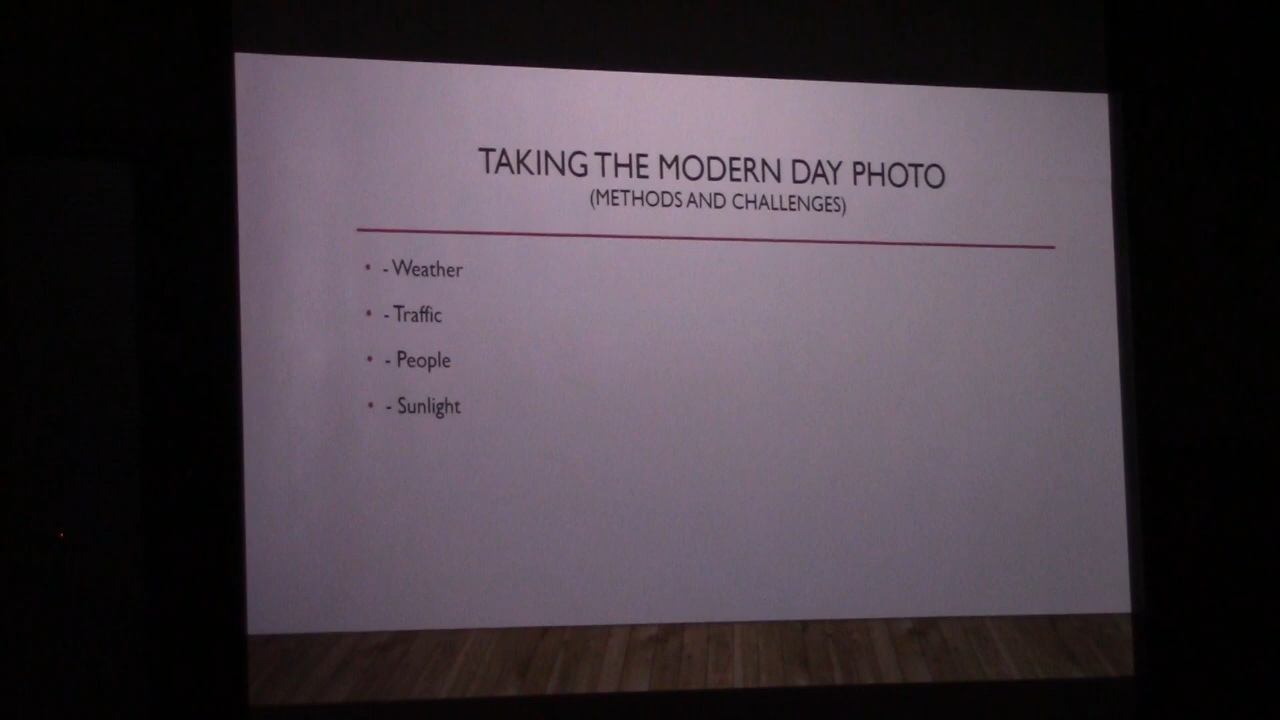 TAKING THE MODERN DAY PHOTO
(METHODS AND CHALLENGES)
• - Weather
• - Traffic
• - People
• - Sunlight